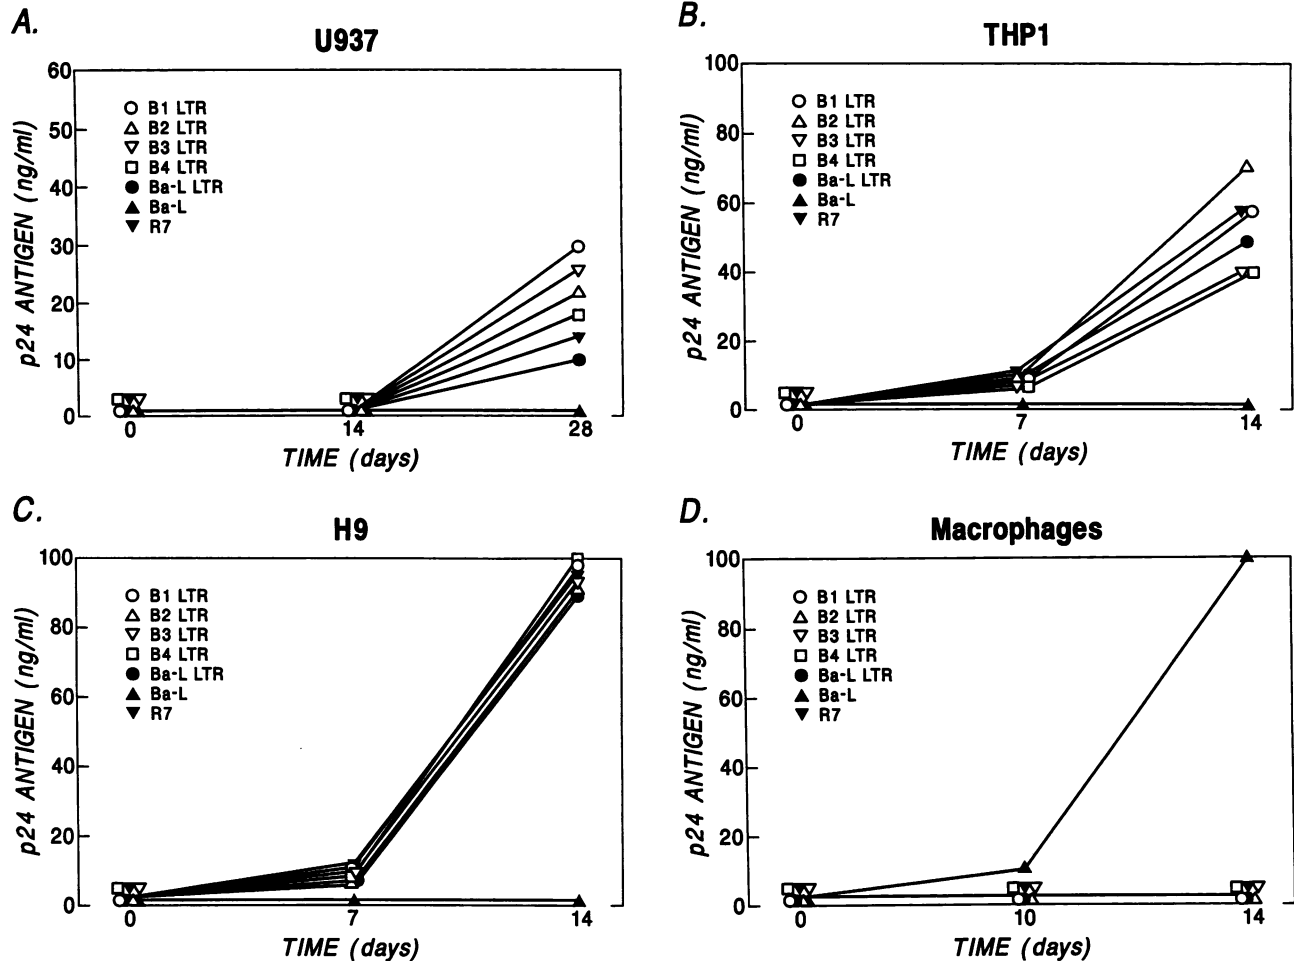 A.
U937
60
50
40
30
20
10
0
p24 ANTIGEN (ng/ml)
B1 LTR
B2 LTR
B3 LTR
B4 LTR
Ba-L LTR
Ba-L
R7
0 14 28
TIME (days)
B.
THP1
100
80
60
40
20
0
p24 ANTIGEN (ng/ml)
B1 LTR
B2 LTR
B3 LTR
B4 LTR
Ba-L LTR
Ba-L
R7
0 7 14
TIME (days)
C.
H9
100
80
60
40
20
0
p24 ANTIGEN (ng/ml)
B1 LTR
B2 LTR
B3 LTR
B4 LTR
Ba-L LTR
Ba-L
R7
0 7 14
TIME (days)
D.
Macrophages
100
80
60
40
20
0
p24 ANTIGEN (ng/ml)
B1 LTR
B2 LTR
B3 LTR
B4 LTR
Ba-L LTR
Ba-L
R7
0 10 14
TIME (days)